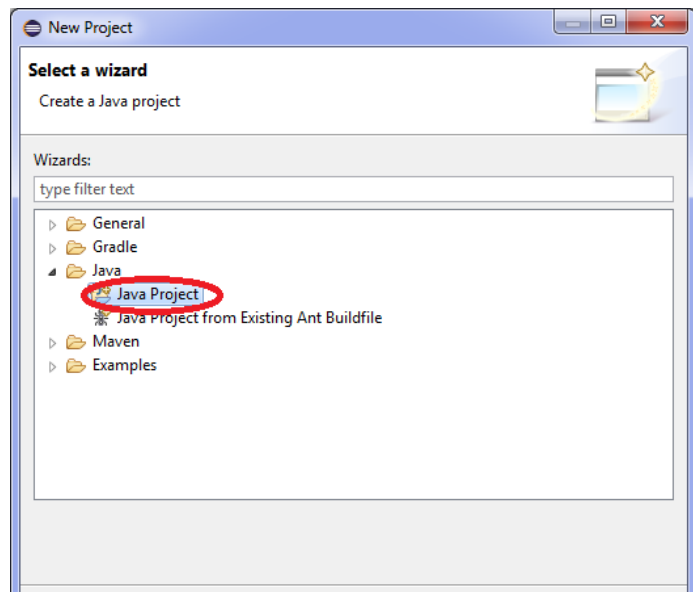 New Project
Select a wizard
Create a Java project
Wizards:
type filter text
General
Gradle
Java
Java Project
Java Project from Existing Ant Buildfile
Maven
Examples